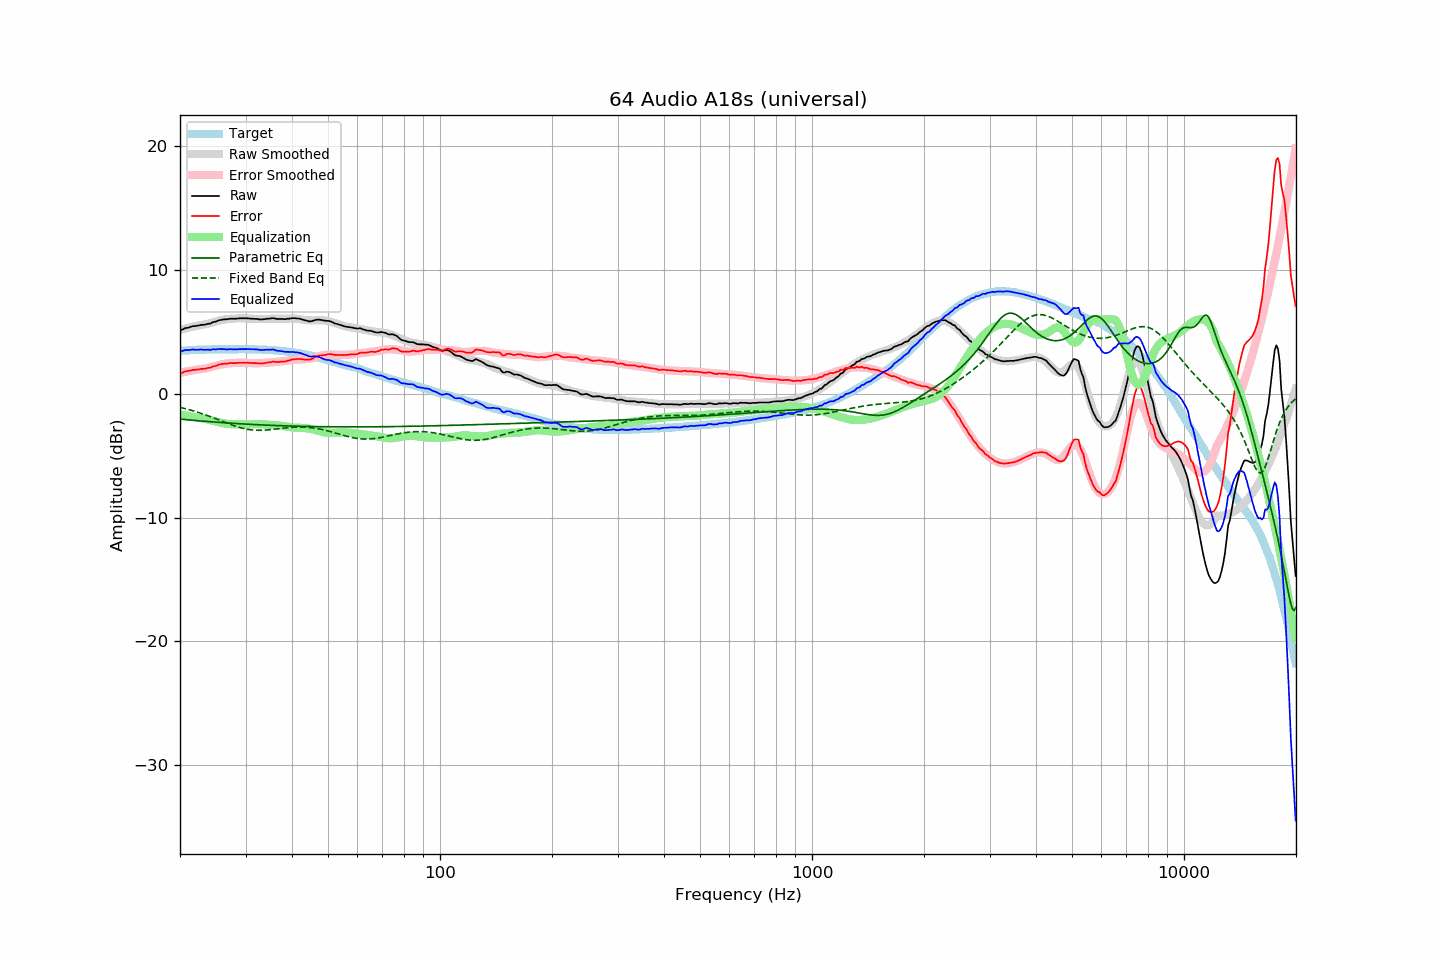 64 Audio A18s (universal)
Target
Raw Smoothed
Error Smoothed
Raw
Error
Equalization
Parametric Eq
Fixed Band Eq
Equalized
20
10
0
−10
−20
−30
Amplitude (dBr)
100
1000
10000
Frequency (Hz)